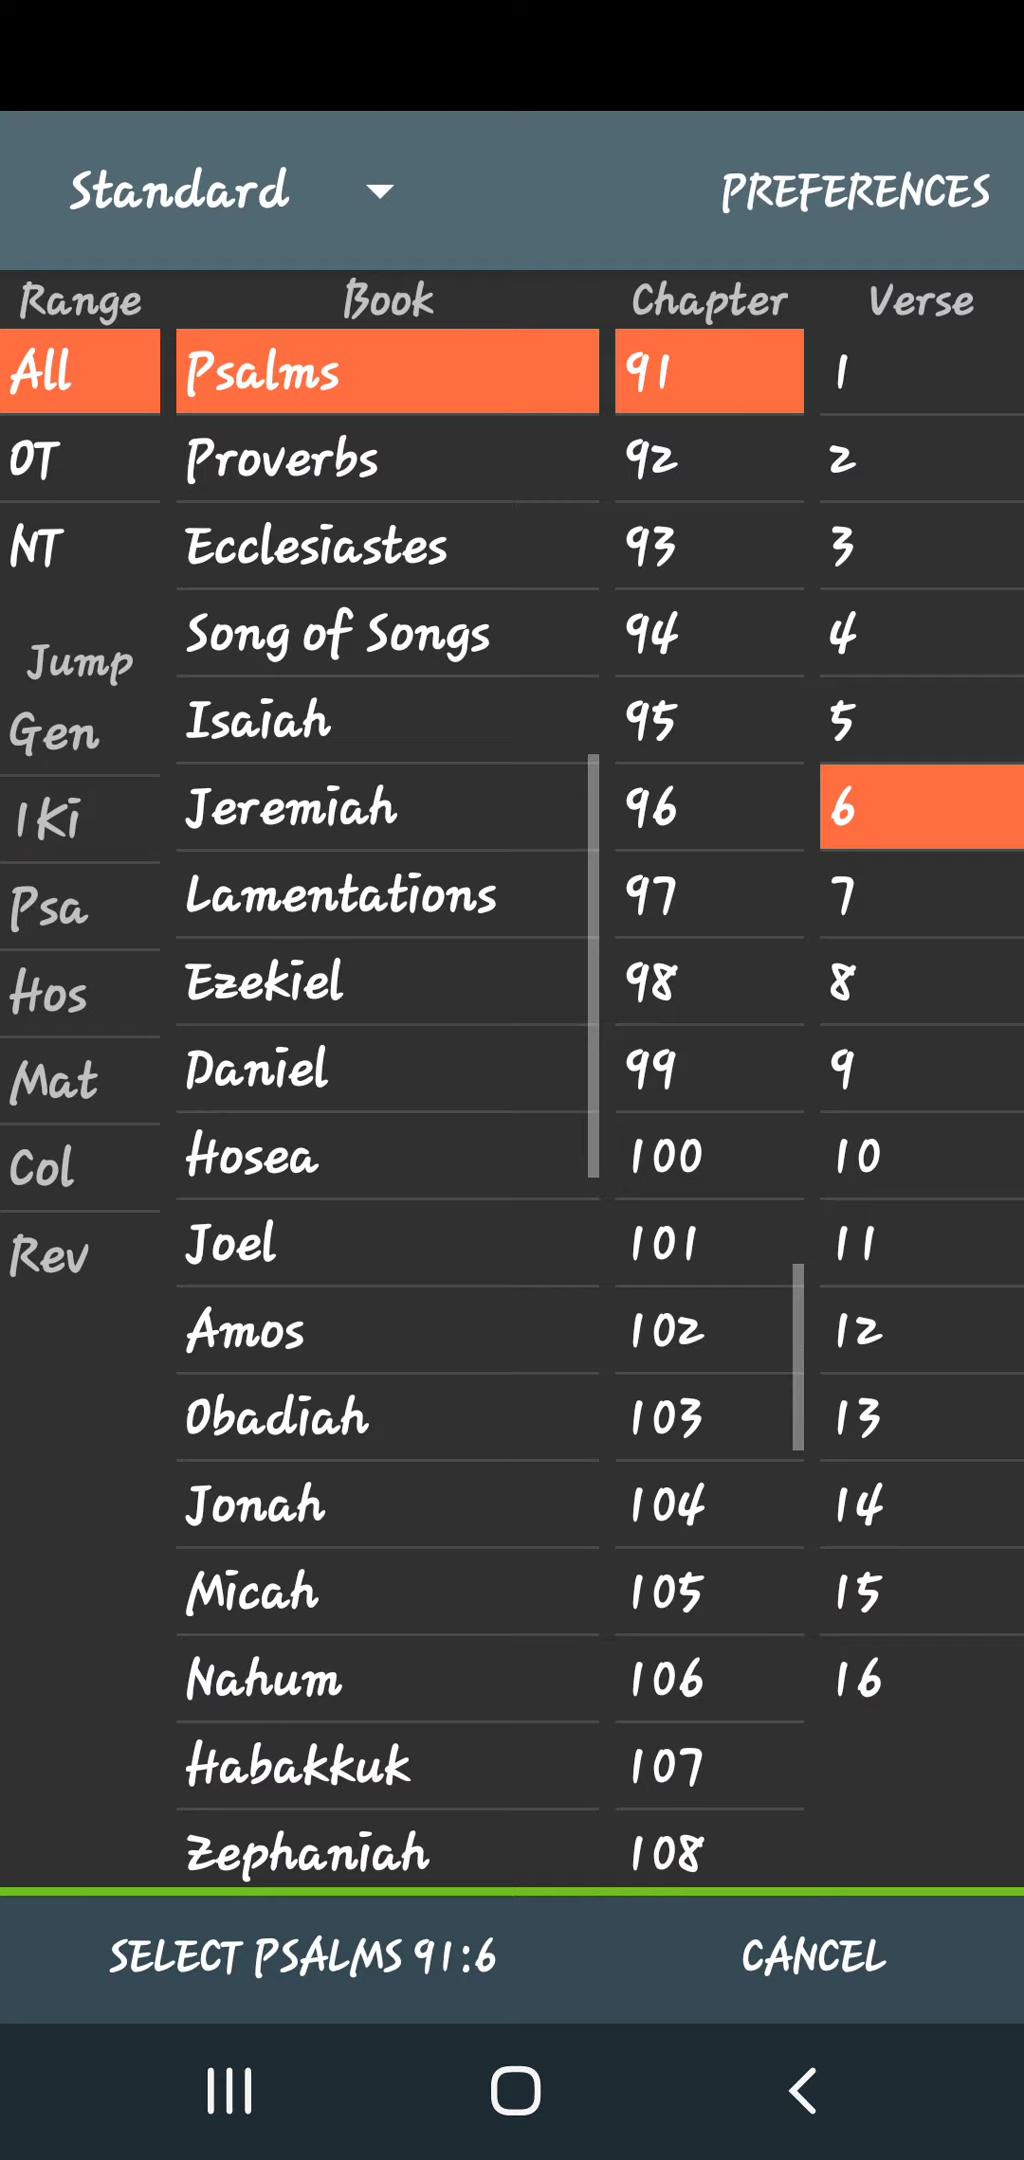 Standard PREFERENCES
Range Book Chapter Verse
All Psalms 91 1
OT Proverbs 92 2
NT Ecclesiastes 93 3
Song of Songs 94 4
Jump
Isaiah 95 5
Gen
Jeremiah 96 6
1Ki
Lamentations 97 7
Psa
Ezekiel 98 8
Hos
Daniel 99 9
Mat
Hosea 100 10
Col
Joel 101 11
Rev
Amos 102 12
Obadiah 103 13
Jonah 104 14
Micah 105 15
Nahum 106 16
Habakkuk 107
Zephaniah 108
SELECT PSALMS 91:6 CANCEL